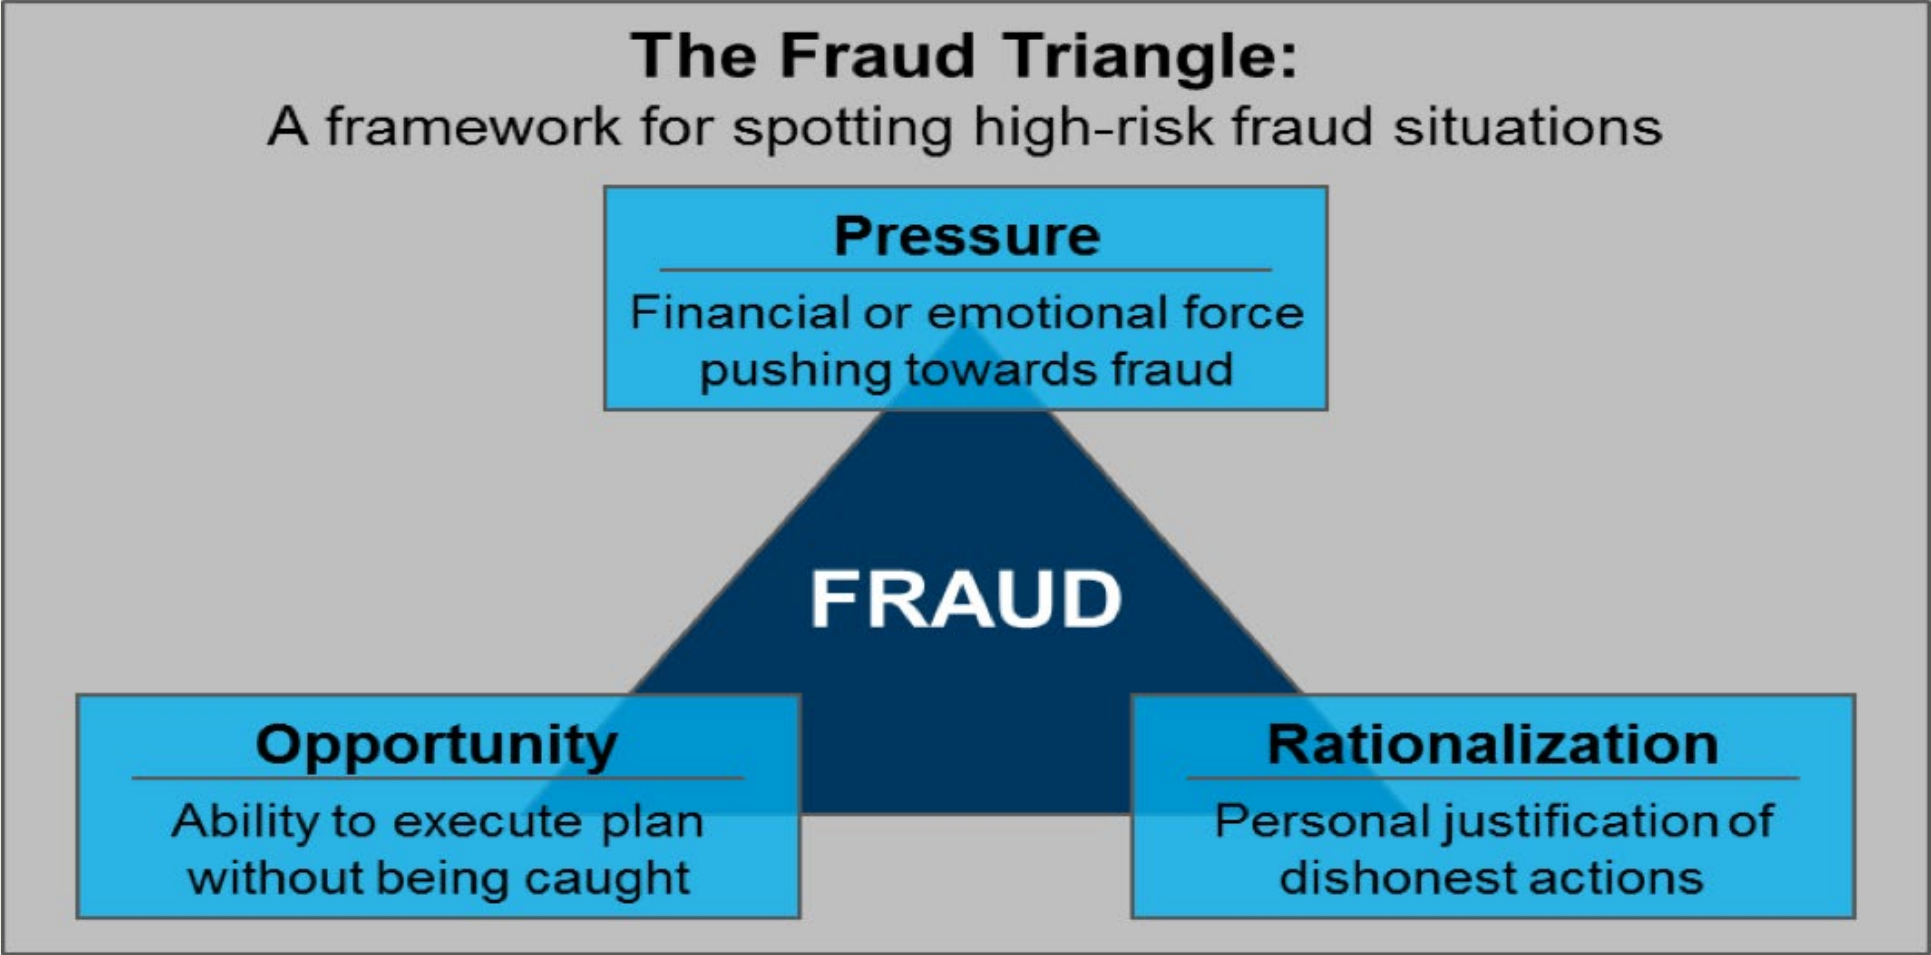 The Fraud Triangle:
A framework for spotting high-risk fraud situations
Pressure
Financial or emotional force
pushing towards fraud
FRAUD
Opportunity
Ability to execute plan
without being caught
Rationalization
Personal justification of
dishonest actions